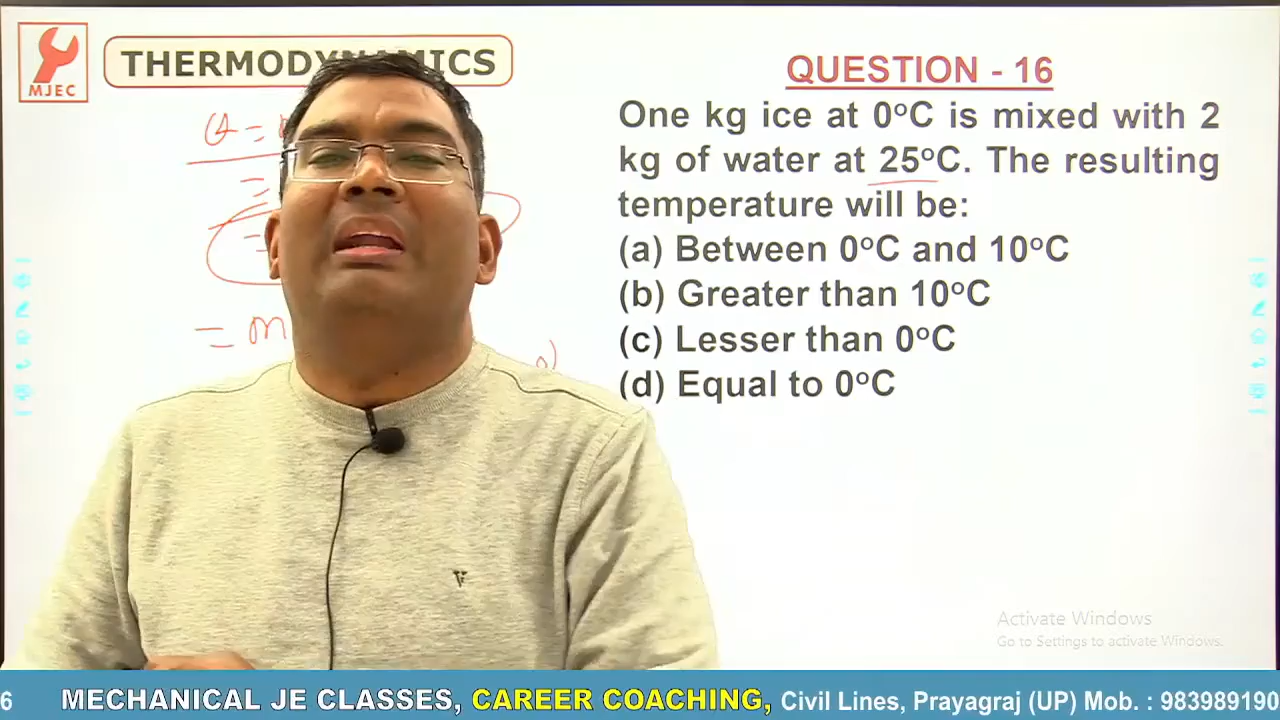 MJEC
THERMODYNAMICS
QUESTION - 16
One kg ice at 0°C is mixed with 2
kg of water at 25°C. The resulting
temperature will be:
(a) Between 0°C and 10°C
(b) Greater than 10°C
(c) Lesser than 0°C
(d) Equal to 0°C
= m
Activate Windows
Go to Settings to activate Windows.
6 MECHANICAL JE CLASSES, CAREER COACHING, Civil Lines, Prayagraj (UP) Mob. : 983989190